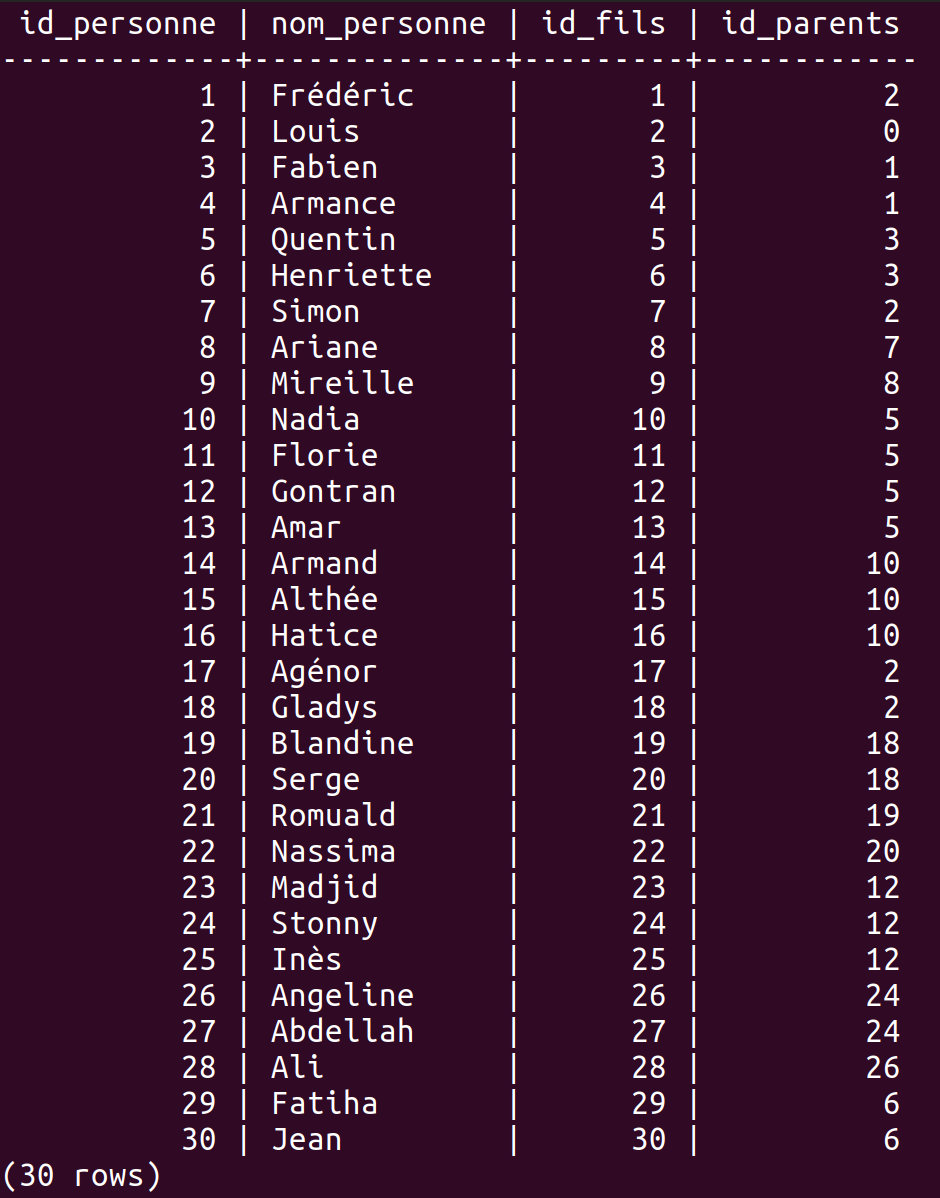 id_personne | nom_personne | id_fils | id_parents
-------------+--------------+---------+------------
1 | Frédéric | 1 | 2
2 | Louis | 2 | 0
3 | Fabien | 3 | 1
4 | Armance | 4 | 1
5 | Quentin | 5 | 3
6 | Henriette | 6 | 3
7 | Simon | 7 | 2
8 | Ariane | 8 | 7
9 | Mireille | 9 | 8
10 | Nadia | 10 | 5
11 | Florie | 11 | 5
12 | Gontran | 12 | 5
13 | Amar | 13 | 5
14 | Armand | 14 | 10
15 | Althée | 15 | 10
16 | Hatice | 16 | 10
17 | Agénor | 17 | 2
18 | Gladys | 18 | 2
19 | Blandine | 19 | 18
20 | Serge | 20 | 18
21 | Romuald | 21 | 19
22 | Nassima | 22 | 20
23 | Madjid | 23 | 12
24 | Stonny | 24 | 12
25 | Inès | 25 | 12
26 | Angeline | 26 | 24
27 | Abdellah | 27 | 24
28 | Ali | 28 | 26
29 | Fatiha | 29 | 6
30 | Jean | 30 | 6
(30 rows)